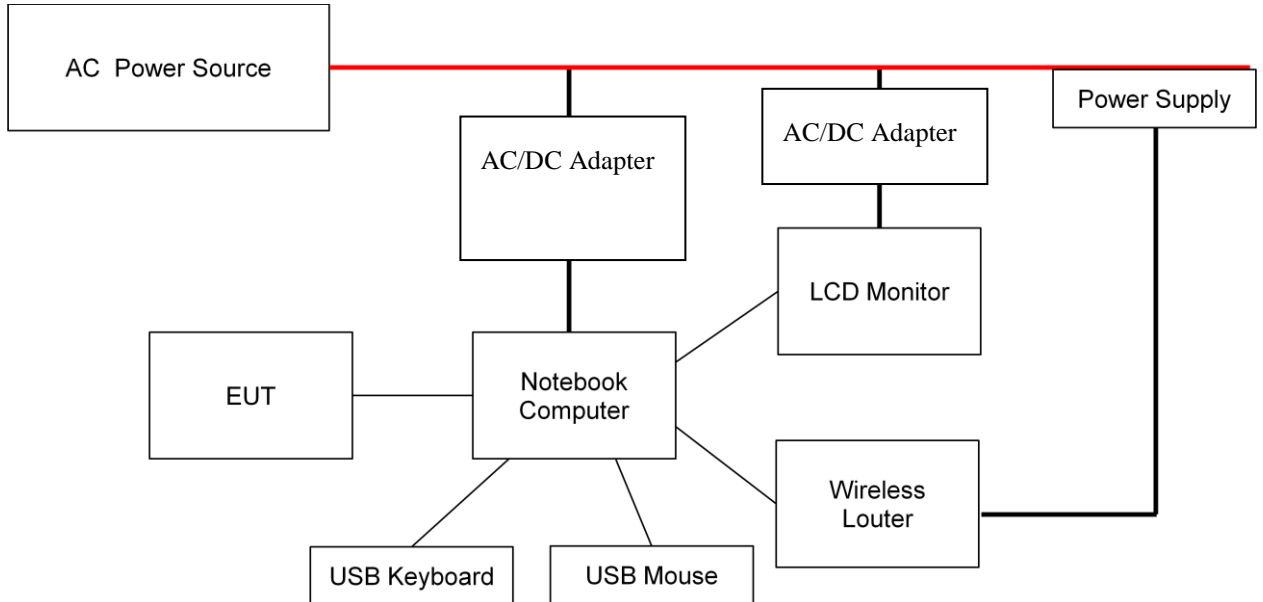 AC Power Source
Power Supply
AC/DC Adapter
AC/DC Adapter
LCD Monitor
EUT
Notebook
Computer
Wireless
Louter
USB Keyboard
USB Mouse